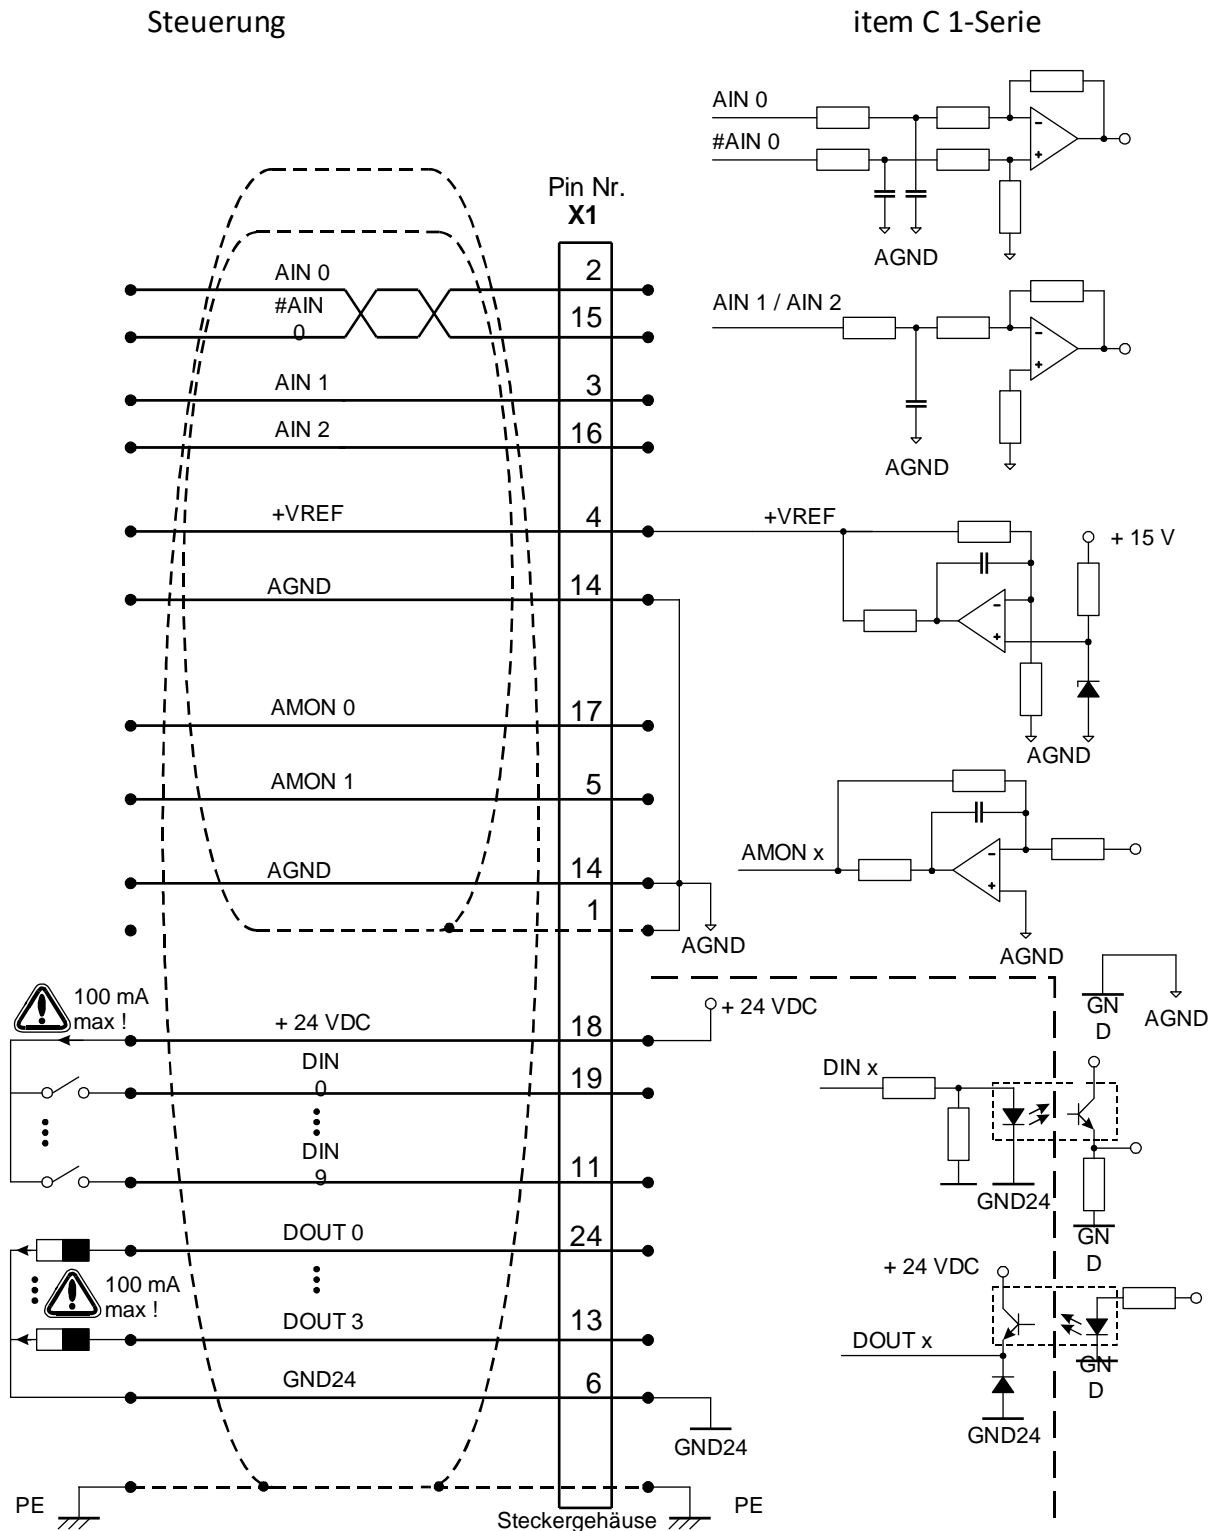 Steuerung
item C 1-Serie
Pin Nr.
X1
AIN 0
2
#AIN
0
15
AIN 1
3
AIN 2
16
+VREF
4
AGND
14
AMON 0
17
AMON 1
5
AGND
14
1
AGND
100 mA
max !
+ 24 VDC
18
+ 24 VDC
DIN
0
19
DIN
9
11
DOUT 0
24
100 mA
max !
DOUT 3
13
GND24
6
GND24
PE
Steckergehäuse
PE
AIN 0
#AIN 0
-
+
AGND
AIN 1 / AIN 2
-
+
AGND
+VREF
+ 15 V
-
+
AGND
AMON x
-
+
AGND
GN
D
AGND
DIN x
GND24
GN
D
+ 24 VDC
DOUT x
GN
D
GND24